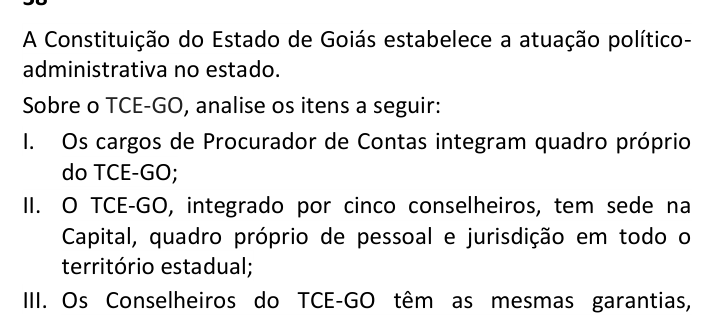 38
A Constituição do Estado de Goiás estabelece a atuação político-
administrativa no estado.
Sobre o TCE-GO, analise os itens a seguir:
I. Os cargos de Procurador de Contas integram quadro próprio
do TCE-GO;
II. O TCE-GO, integrado por cinco conselheiros, tem sede na
Capital, quadro próprio de pessoal e jurisdição em todo o
território estadual;
III. Os Conselheiros do TCE-GO têm as mesmas garantias,